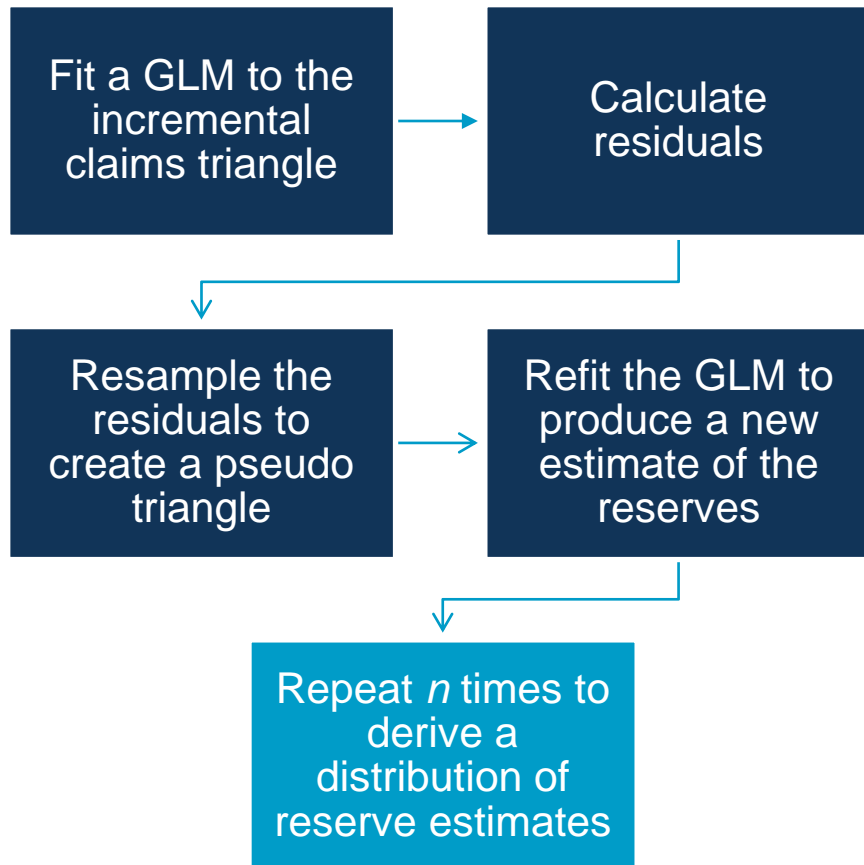 Fit a GLM to the
incremental
claims triangle
Calculate
residuals
Resample the
residuals to
create a pseudo
triangle
Refit the GLM to
produce a new
estimate of the
reserves
Repeat n times to
derive a
distribution of
reserve estimates